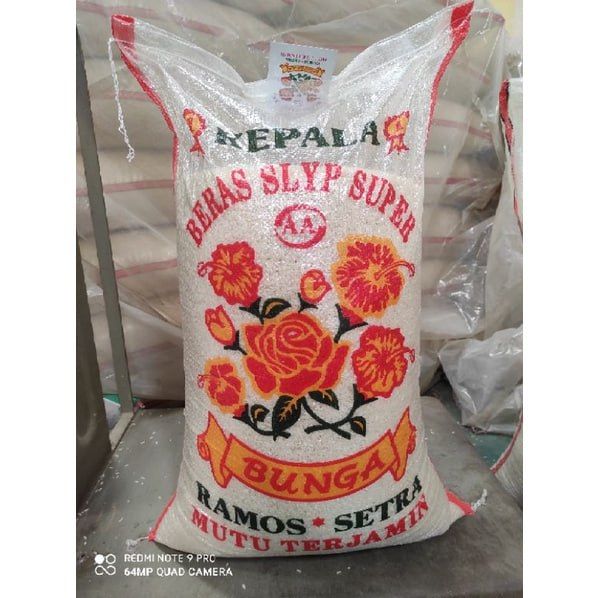 KEPALA
BERAS SLYP SUPER
AA
BUNGA
RAMOS * SETRA
MUTU TERJAMIN
REDMI NOTE 9 PRO
64MP QUAD CAMERA